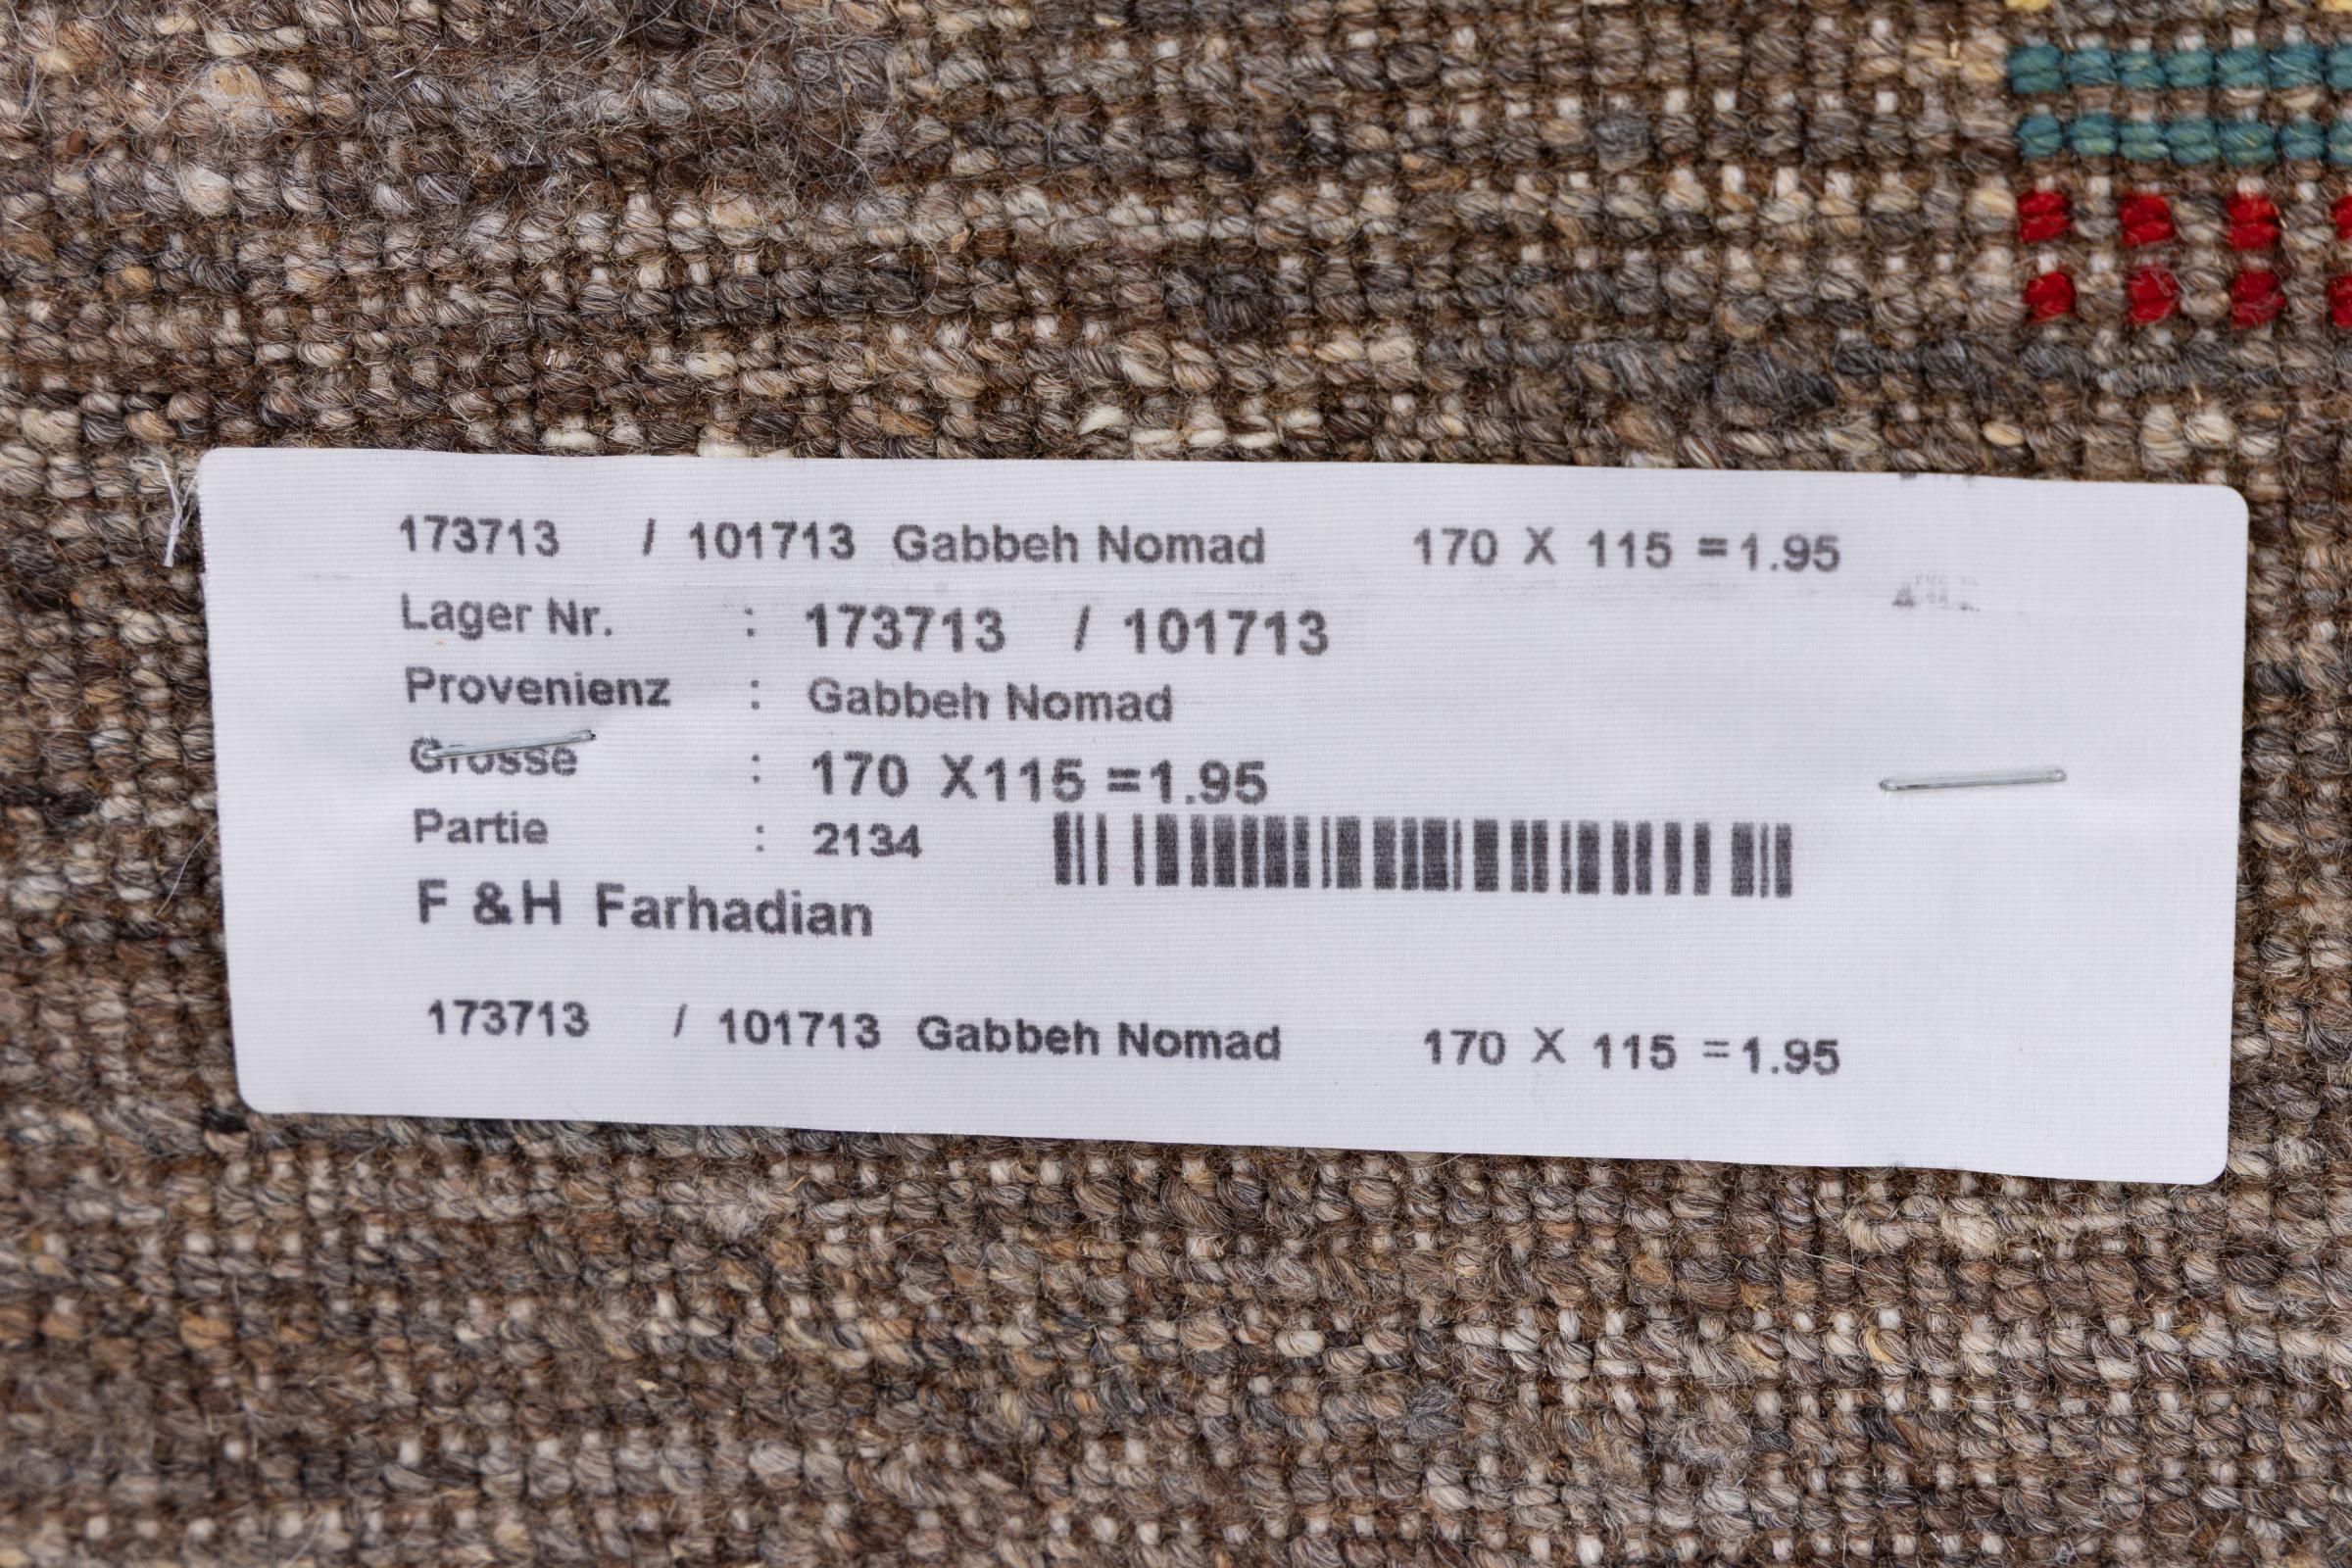 173713 / 101713 Gabbeh Nomad 170 X 115 =1.95
Lager Nr. : 173713 / 101713
Provenienz : Gabbeh Nomad
Grosse : 170 X115 =1.95
Partie : 2134
F &H Farhadian
173713 / 101713 Gabbeh Nomad 170 X 115 =1.95